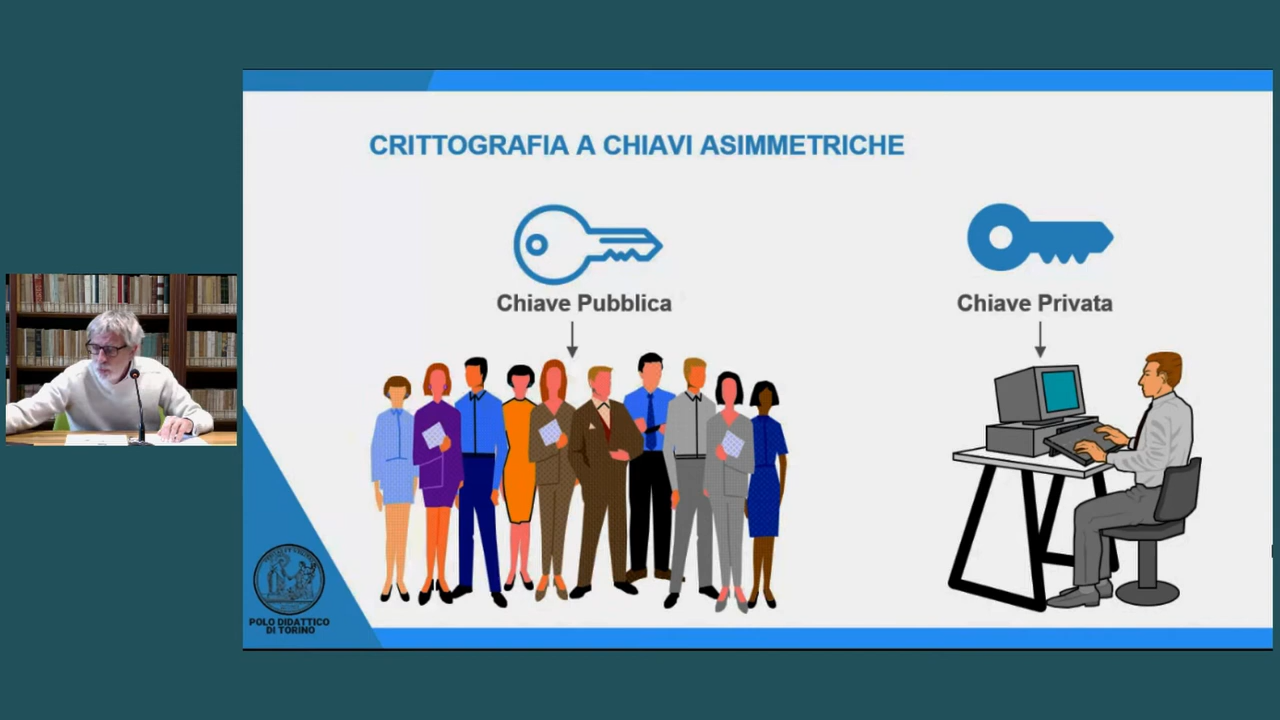 CRITTOGRAFIA A CHIAVI ASIMMETRICHE
Chiave Pubblica
Chiave Privata
POLO DIDATTICO
DI TORINO